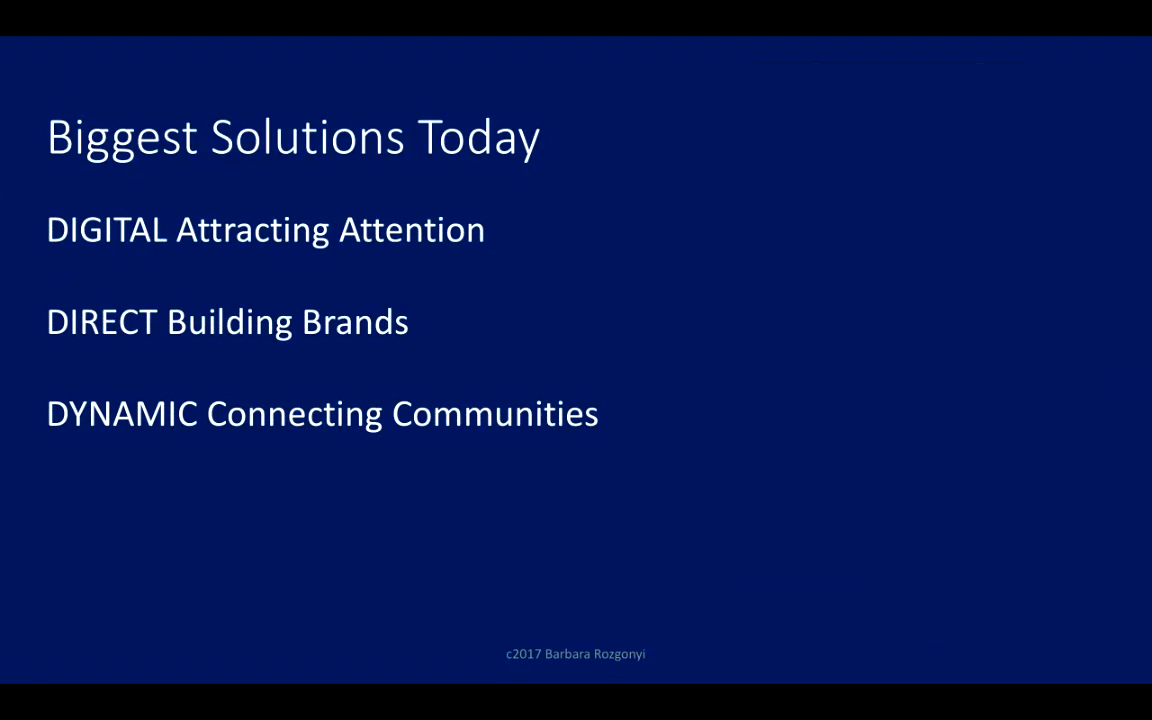 Biggest Solutions Today
DIGITAL Attracting Attention
DIRECT Building Brands
DYNAMIC Connecting Communities
c2017 Barbara Rozgonyi